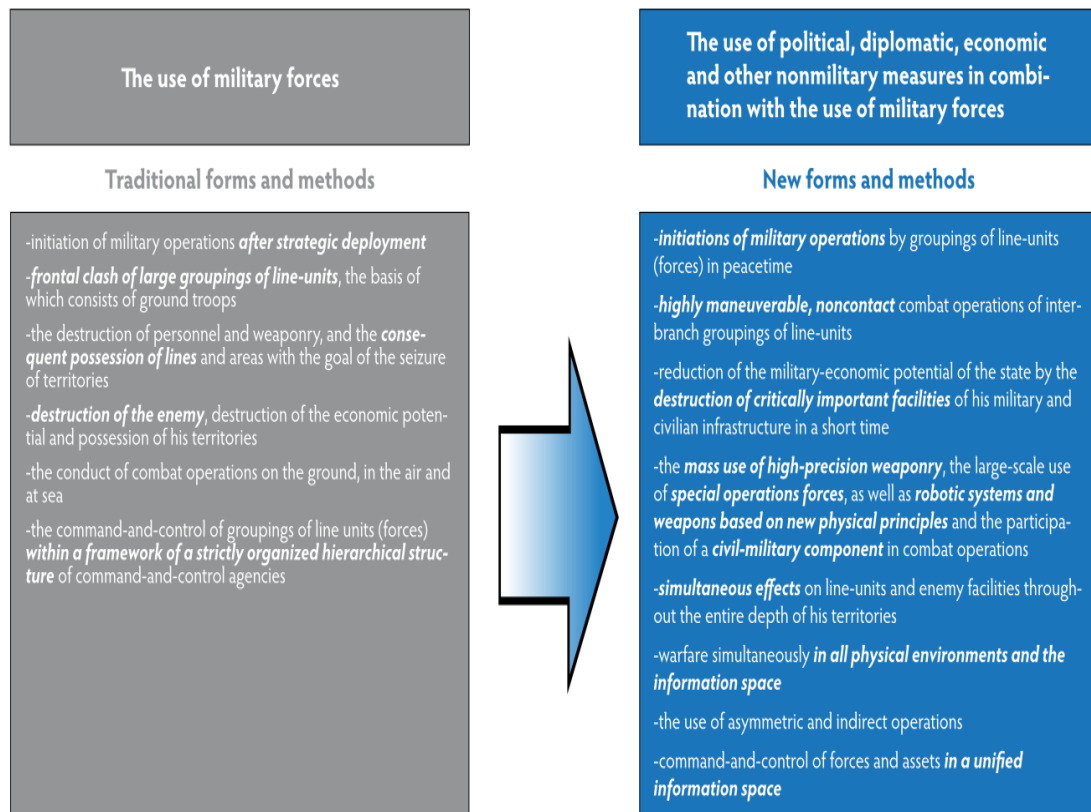 The use of military forces
Traditional forms and methods
-initiation of military operations after strategic deployment
-frontal clash of large groupings of line-units, the basis of
which consists of ground troops
-the destruction of personnel and weaponry, and the conse-
quent possession of lines and areas with the goal of the seizure
of territories
-destruction of the enemy, destruction of the economic poten-
tial and possession of his territories
-the conduct of combat operations on the ground, in the air and
at sea
-the command-and-control of groupings of line units (forces)
within a framework of a strictly organized hierarchical struc-
ture of command-and-control agencies
The use of political, diplomatic, economic
and other nonmilitary measures in combi-
nation with the use of military forces
New forms and methods
-initiations of military operations by groupings of line-units
(forces) in peacetime
-highly maneuverable, noncontact combat operations of inter-
branch groupings of line-units
-reduction of the military-economic potential of the state by the
destruction of critically important facilities of his military and
civilian infrastructure in a short time
-the mass use of high-precision weaponry, the large-scale use
of special operations forces, as well as robotic systems and
weapons based on new physical principles and the participa-
tion of a civil-military component in combat operations
-simultaneous effects on line-units and enemy facilities through-
out the entire depth of his territories
-warfare simultaneously in all physical environments and the
information space
-the use of asymmetric and indirect operations
-command-and-control of forces and assets in a unified
information space